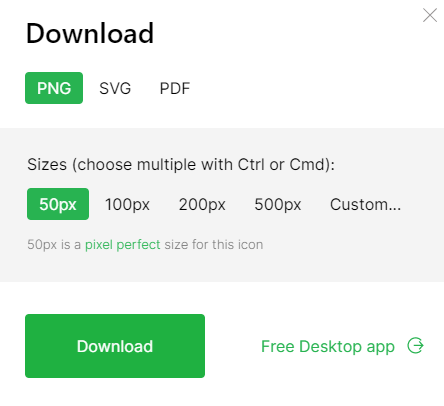 Download
PNG SVG PDF
Sizes (choose multiple with Ctrl or Cmd):
50px 100px 200px 500px Custom...
50px is a pixel perfect size for this icon
Download Free Desktop app